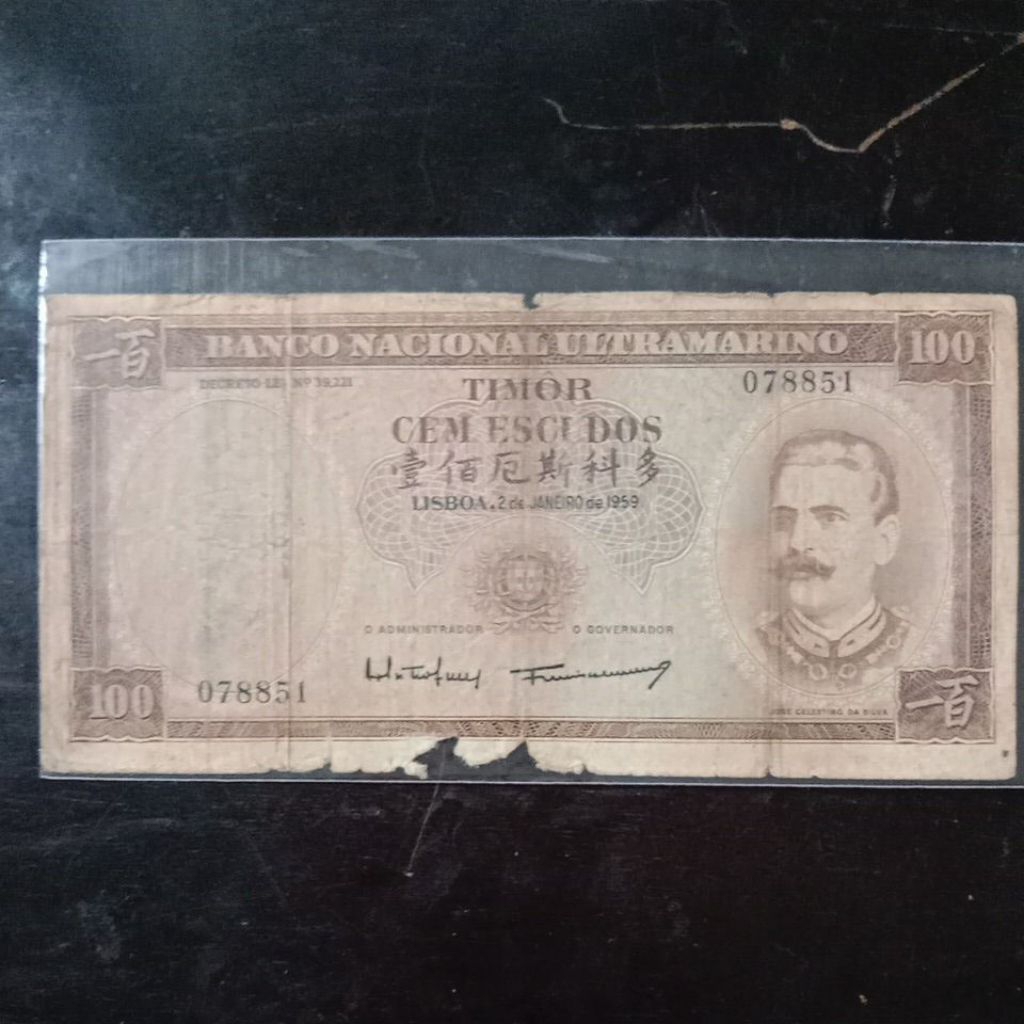 一百 BANCO NACIONAL ULTRAMARINO 100
DECRETO-LEI Nº 39.221
TIMOR
078851
CEM ESCUDOS
壹佰厄斯科多
LISBOA, 2 de JANEIRO de 1959
O ADMINISTRADOR O GOVERNADOR
078851
100
JOSÉ CELESTINO DA SILVA
一百